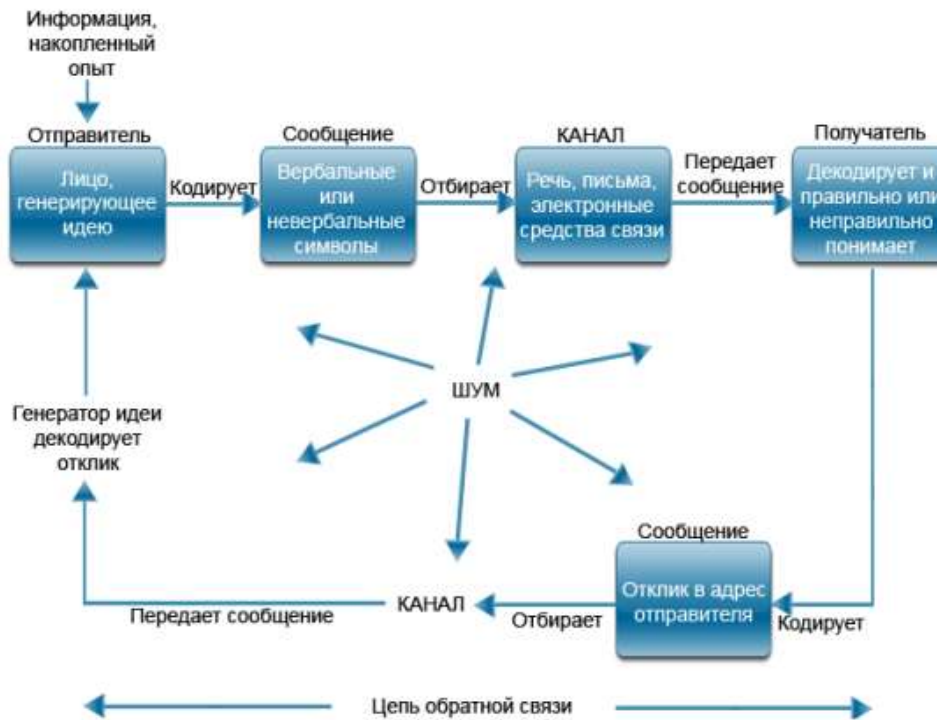 Информация,
накопленный
опыт
Отправитель
Лицо,
генерирующее
идею
Кодирует
Сообщение
Вербальные
или
невербальные
символы
Отбирает
КАНАЛ
Речь, письма,
электронные
средства связи
Передает
сообщение
Получатель
Декодирует и
правильно или
неправильно
понимает
ШУМ
Генератор идеи
декодирует
отклик
Сообщение
Отклик в адрес
отправителя
Кодирует
Отбирает
КАНАЛ
Передает сообщение
Цепь обратной связи